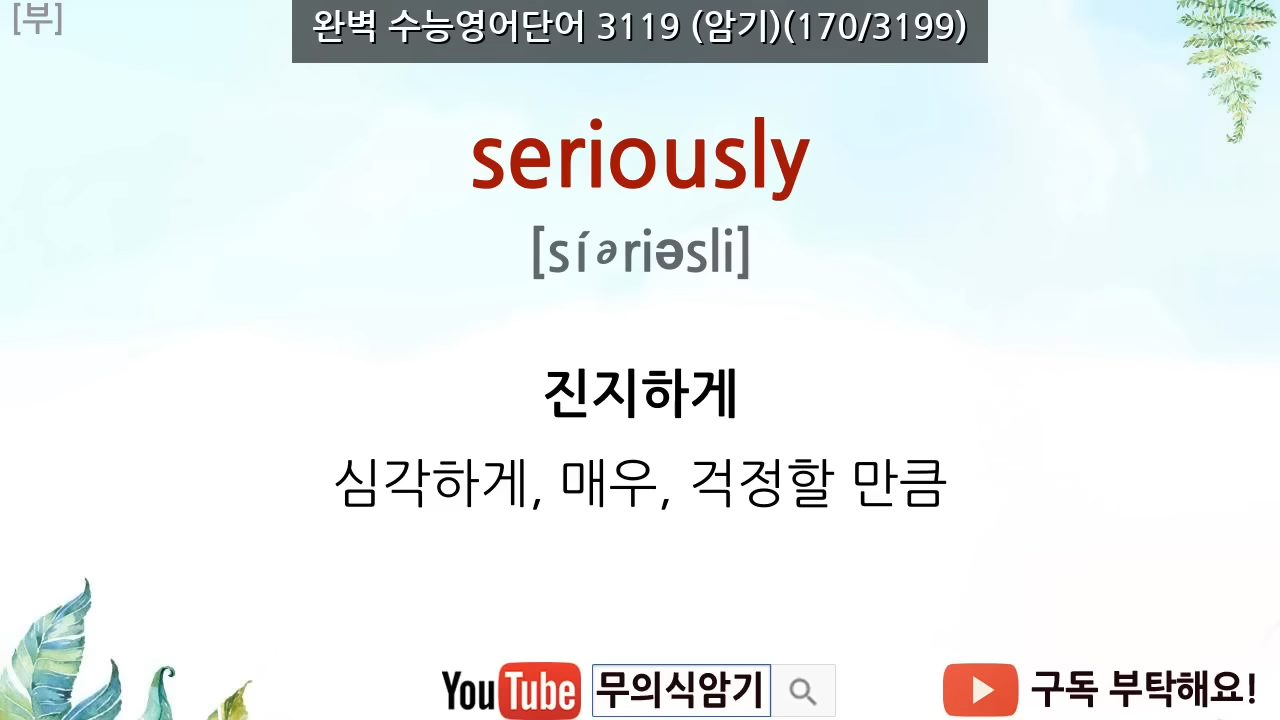 [부]
완벽 수능영어단어 3119 (암기)(170/3199)
seriously
[síəriəsli]
진지하게
심각하게, 매우, 걱정할 만큼
YouTube 무의식암기
구독 부탁해요!